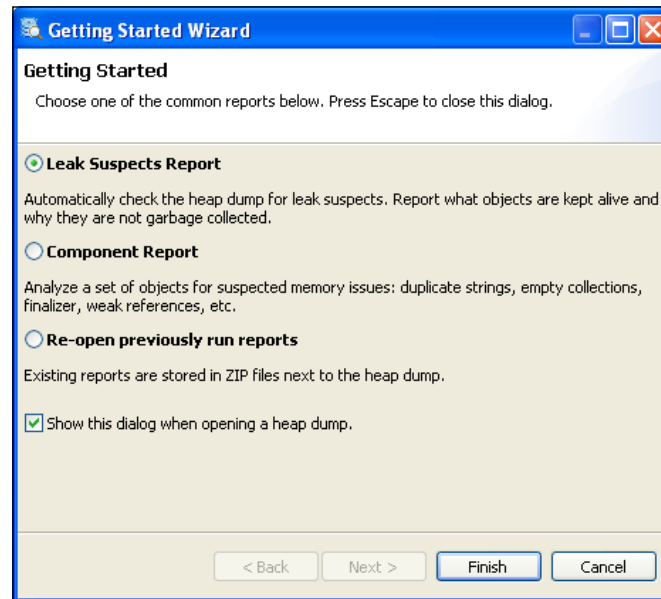 Getting Started Wizard
Getting Started
Choose one of the common reports below. Press Escape to close this dialog.
Leak Suspects Report
Automatically check the heap dump for leak suspects. Report what objects are kept alive and
why they are not garbage collected.
Component Report
Analyze a set of objects for suspected memory issues: duplicate strings, empty collections,
finalizer, weak references, etc.
Re-open previously run reports
Existing reports are stored in ZIP files next to the heap dump.
Show this dialog when opening a heap dump.
< Back Next > Finish Cancel